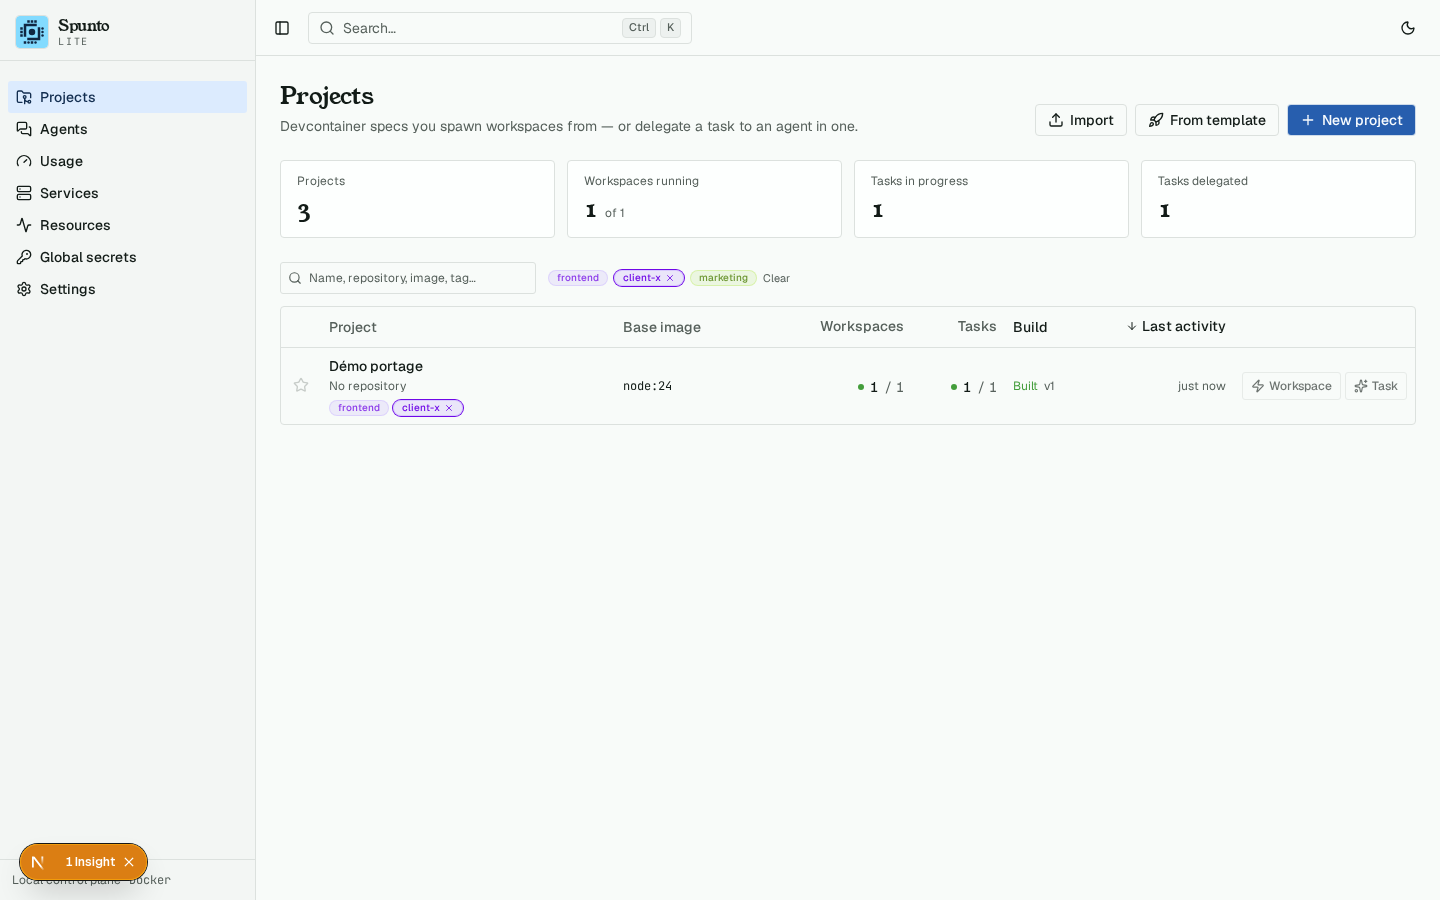 Spunto
LITE
Search...
Ctrl K
Projects
Agents
Usage
Services
Resources
Global secrets
Settings
Projects
Devcontainer specs you spawn workspaces from — or delegate a task to an agent in one.
Import
From template
New project
Projects
3
Workspaces running
1 of 1
Tasks in progress
1
Tasks delegated
1
Name, repository, image, tag...
frontend
client-x
marketing
Clear
Project
Base image
Workspaces
Tasks
Build
Last activity
Démo portage
No repository
frontend
client-x
node:24
1 / 1
1 / 1
Built v1
just now
Workspace
Task
1 Insight
Local control plane Docker